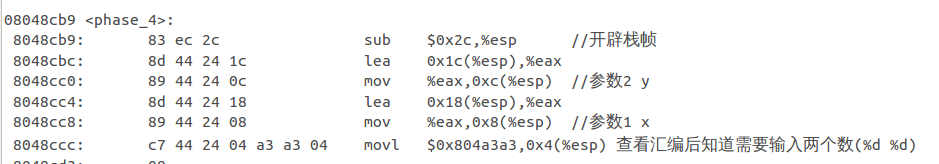 08048cb9 <phase_4>:
8048cb9: 83 ec 2c sub $0x2c,%esp //开辟栈帧
8048cbc: 8d 44 24 1c lea 0x1c(%esp),%eax
8048cc0: 89 44 24 0c mov %eax,0xc(%esp) //参数2 y
8048cc4: 8d 44 24 18 lea 0x18(%esp),%eax
8048cc8: 89 44 24 08 mov %eax,0x8(%esp) //参数1 x
8048ccc: c7 44 24 04 a3 a3 04 movl $0x804a3a3,0x4(%esp) 查看汇编后知道需要输入两个数(%d %d)